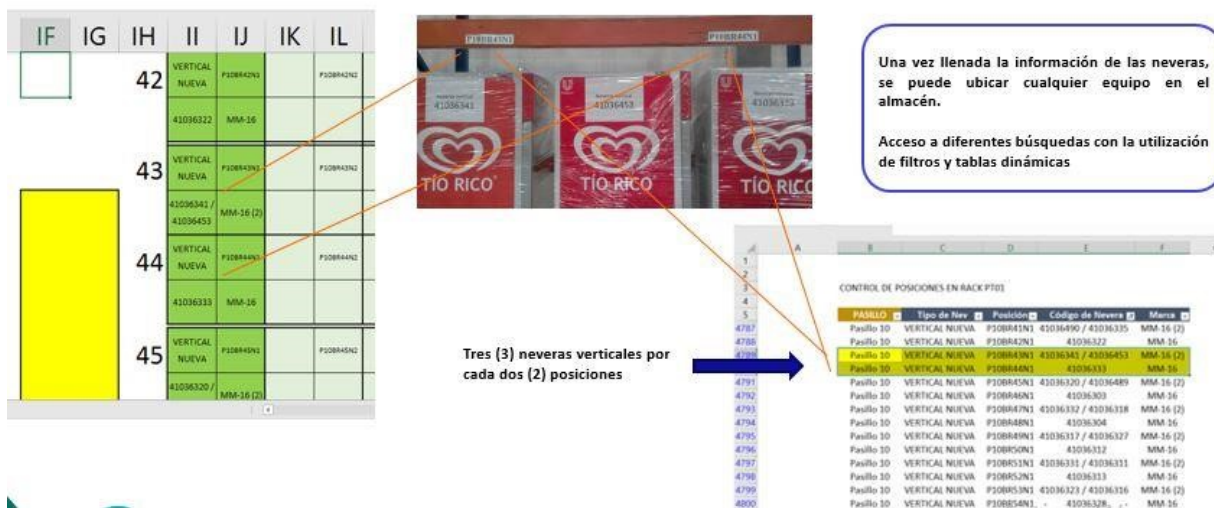 IF IG IH II IJ IK IL
42 VERTICAL NUEVA P10BR42N1 P10BR42N2
41036322 MM-16
43 VERTICAL NUEVA P10BR43N1 P10BR43N2
41036341 / 41036453 MM-16 (2)
44 VERTICAL NUEVA P10BR44N1 P10BR44N2
41036333 MM-16
45 VERTICAL NUEVA P10BR45N1 P10BR45N2
41036320 / MM-16 (2)
P10BR43N1 P10BR44N1
41036341 41036453 41036333
TÍO RICO TÍO RICO TÍO RICO
Una vez llenada la información de las neveras,
se puede ubicar cualquier equipo en el
almacén.
Acceso a diferentes búsquedas con la utilización
de filtros y tablas dinámicas
Tres (3) neveras verticales por
cada dos (2) posiciones
A B C D E F
1
2
3 CONTROL DE POSICIONES EN RACK PT01
4
5 PASILLO Tipo de Nev Posición Código de Nevera Marca
4787 Pasillo 10 VERTICAL NUEVA P10BR41N1 41036490 / 41036335 MM-16 (2)
4788 Pasillo 10 VERTICAL NUEVA P10BR42N1 41036322 MM-16
4789 Pasillo 10 VERTICAL NUEVA P10BR43N1 41036341 / 41036453 MM-16 (2)
Pasillo 10 VERTICAL NUEVA P10BR44N1 41036333 MM-16
4791 Pasillo 10 VERTICAL NUEVA P10BR45N1 41036320 / 41036489 MM-16 (2)
4792 Pasillo 10 VERTICAL NUEVA P10BR46N1 41036303 MM-16
4793 Pasillo 10 VERTICAL NUEVA P10BR47N1 41036332 / 41036318 MM-16 (2)
4794 Pasillo 10 VERTICAL NUEVA P10BR48N1 41036304 MM-16
4795 Pasillo 10 VERTICAL NUEVA P10BR49N1 41036317 / 41036327 MM-16 (2)
4796 Pasillo 10 VERTICAL NUEVA P10BR50N1 41036312 MM-16
4797 Pasillo 10 VERTICAL NUEVA P10BR51N1 41036331 / 41036311 MM-16 (2)
4798 Pasillo 10 VERTICAL NUEVA P10BR52N1 41036313 MM-16
4799 Pasillo 10 VERTICAL NUEVA P10BR53N1 41036323 / 41036316 MM-16 (2)
4800 Pasillo 10 VERTICAL NUEVA P10BR54N1 41036328 MM-16